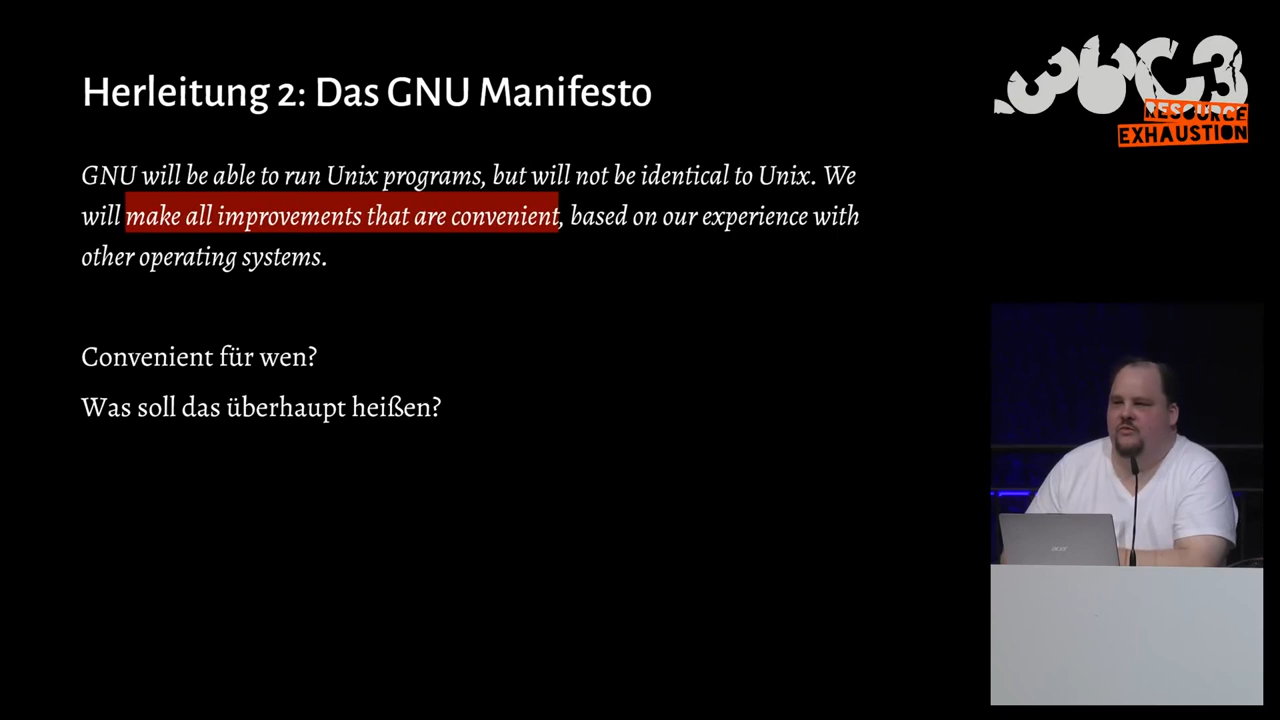 Herleitung 2: Das GNU Manifesto
36C3
RESOURCE
EXHAUSTION
GNU will be able to run Unix programs, but will not be identical to Unix. We
will make all improvements that are convenient, based on our experience with
other operating systems.
Convenient für wen?
Was soll das überhaupt heißen?
acer